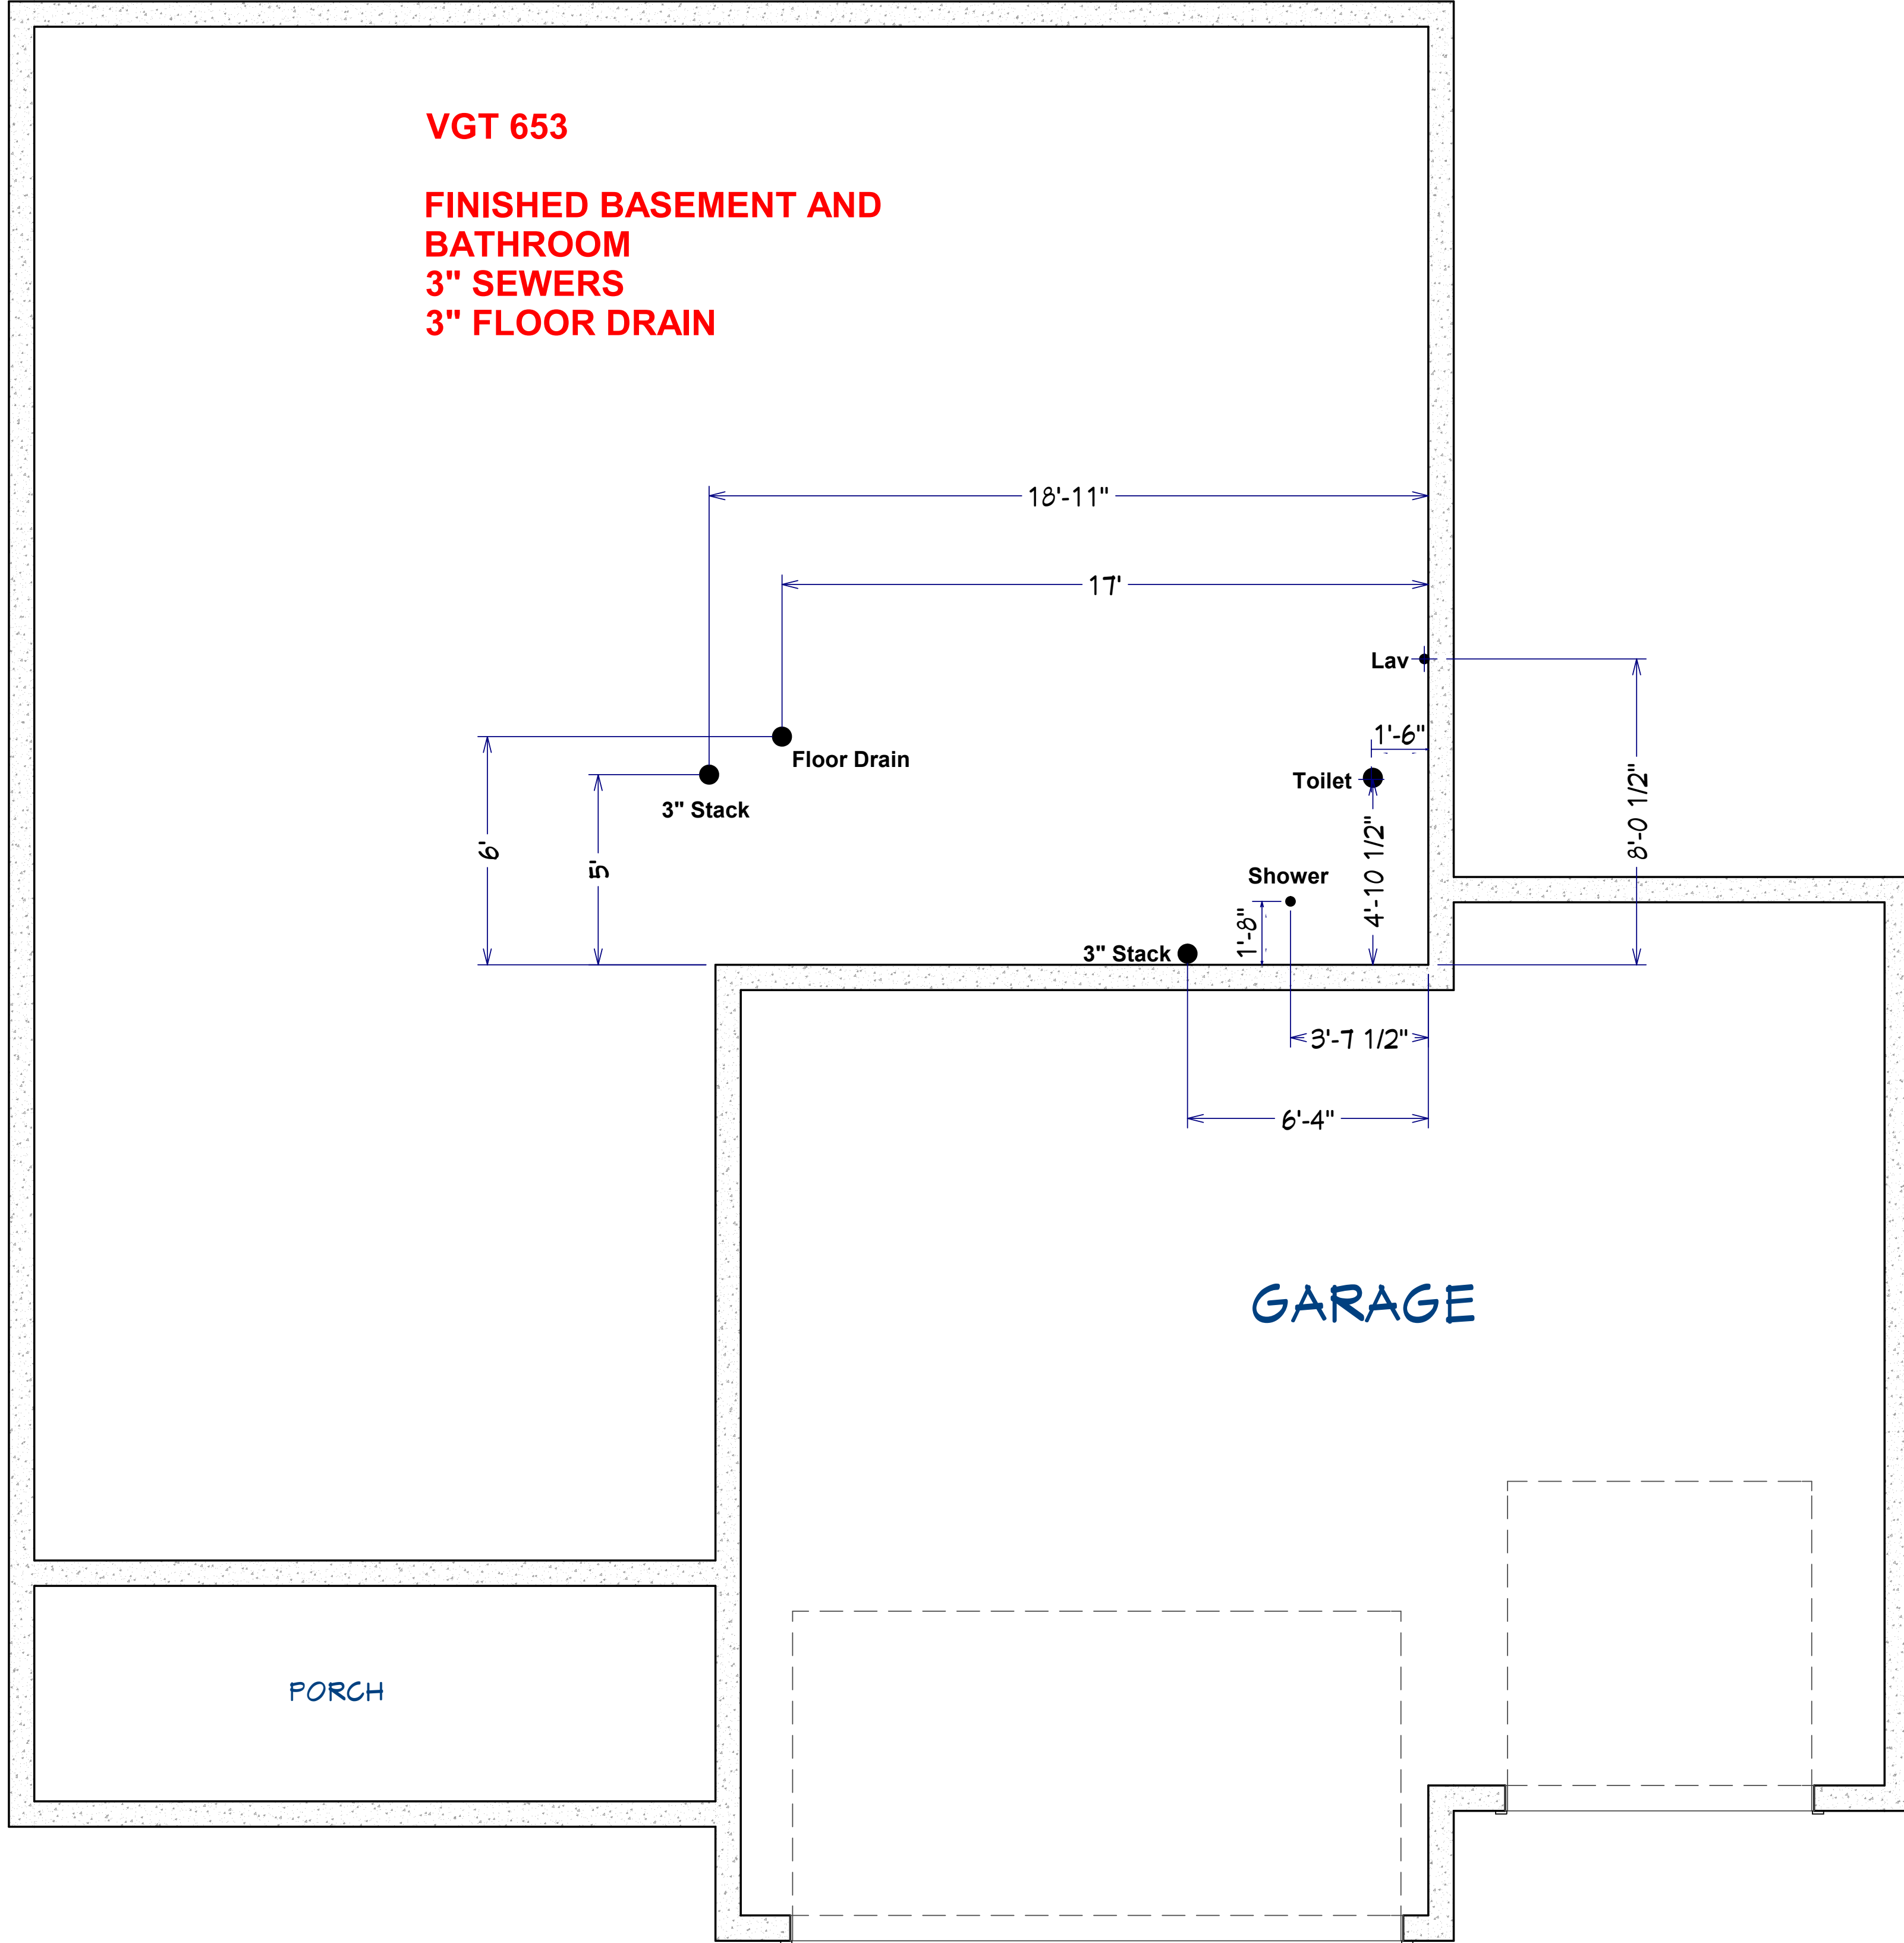 VGT 653
FINISHED BASEMENT AND
BATHROOM
3" SEWERS
3" FLOOR DRAIN
18'-11"
17'
Lav
1'-6"
Floor Drain
Toilet
3" Stack
8'-0 1/2"
6'
5'
4'-10 1/2"
Shower
1'-8"
3" Stack
3'-7 1/2"
6'-4"
GARAGE
PORCH